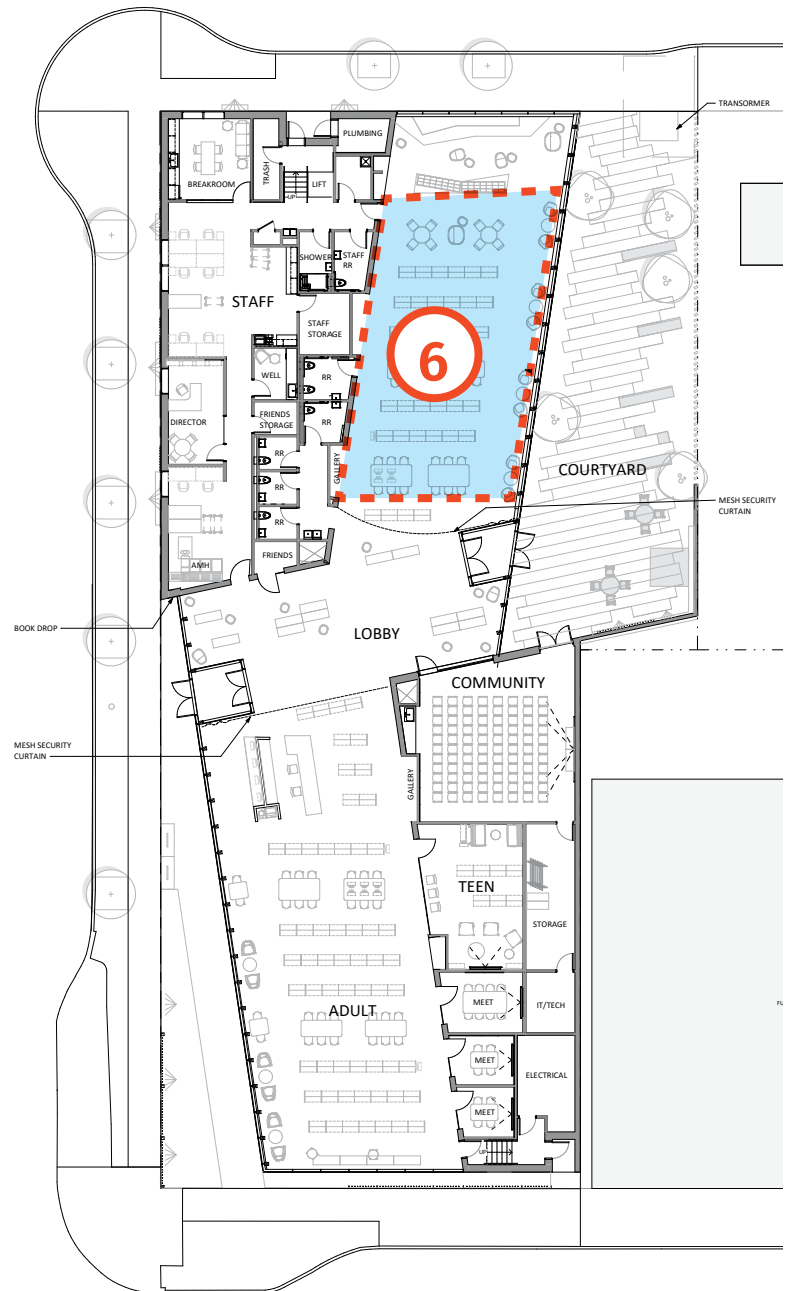 TRANSORMER
PLUMBING
TRASH
BREAKROOM
LIFT
UP
SHOWER
STAFF
RR
STAFF
STAFF
STORAGE
6
WELL
RR
DIRECTOR
FRIENDS
STORAGE
RR
RR
GALLERY
COURTYARD
RR
MESH SECURITY
CURTAIN
RR
FRIENDS
AMH
BOOK DROP
LOBBY
COMMUNITY
MESH SECURITY
CURTAIN
GALLERY
TEEN
STORAGE
MEET
IT/TECH
ADULT
MEET
ELECTRICAL
MEET
UP